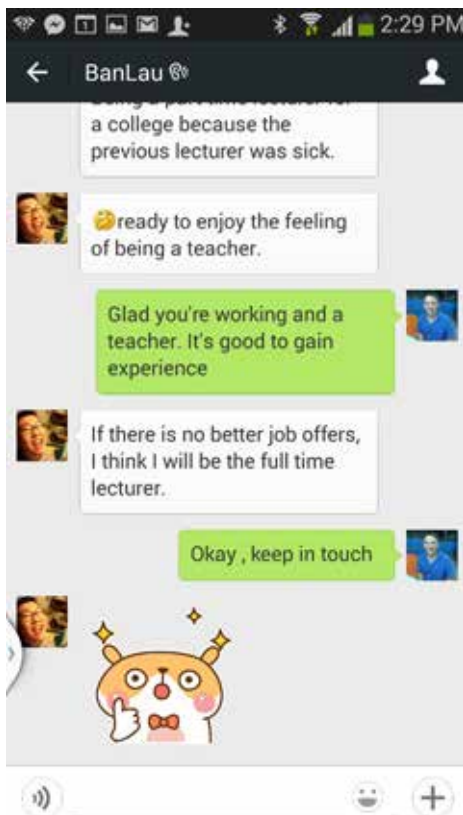 2:29 PM
BanLau
a college because the
previous lecturer was sick.
ready to enjoy the feeling
of being a teacher.
Glad you're working and a
teacher. It's good to gain
experience
If there is no better job offers,
I think I will be the full time
lecturer.
Okay , keep in touch